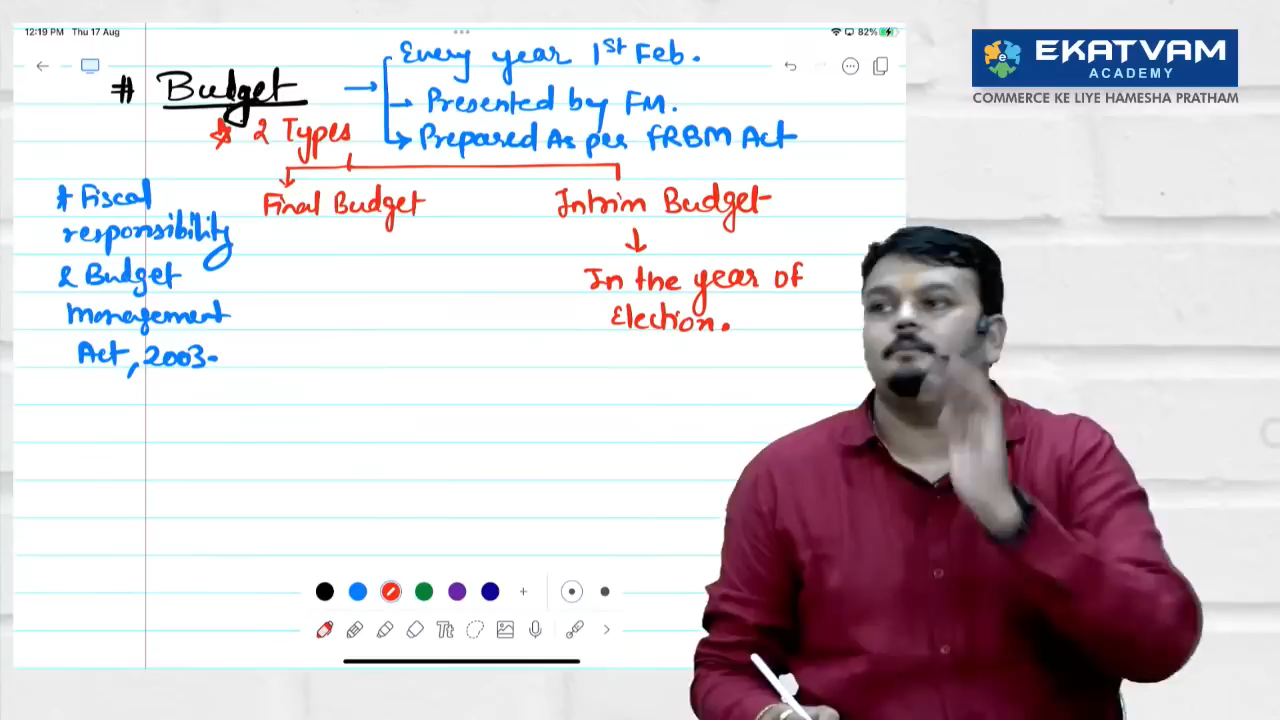 12:19 PM Thu 17 Aug
82%
EKATVAM
ACADEMY
COMMERCE KE LIYE HAMESHA PRATHAM
# Budget
Every year 1st Feb.
Presented by FM.
Prepared As per FRBM Act
2 Types
Final Budget
Intrim Budget
In the year of
Election.
* Fiscal
responsibility
& Budget
Management
Act, 2003.
Tt